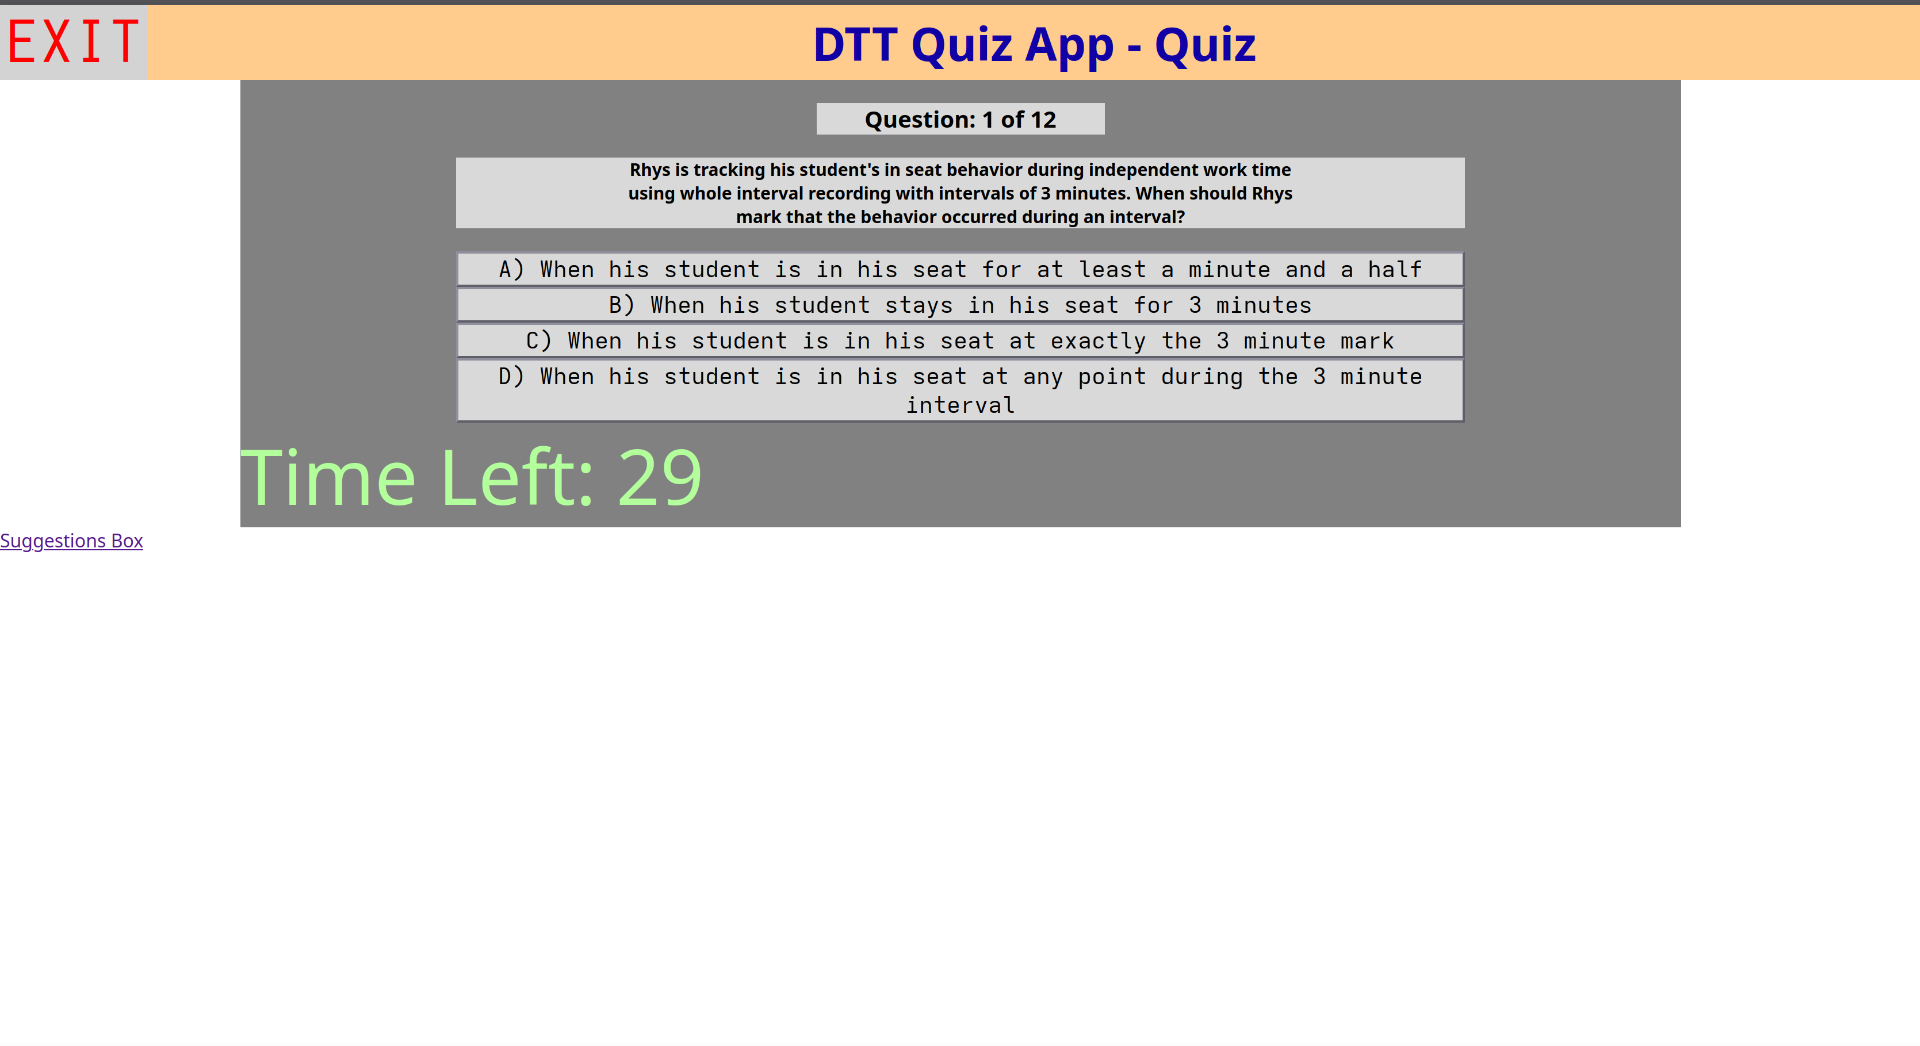 EXIT
DTT Quiz App - Quiz
Question: 1 of 12
Rhys is tracking his student's in seat behavior during independent work time
using whole interval recording with intervals of 3 minutes. When should Rhys
mark that the behavior occurred during an interval?
A) When his student is in his seat for at least a minute and a half
B) When his student stays in his seat for 3 minutes
C) When his student is in his seat at exactly the 3 minute mark
D) When his student is in his seat at any point during the 3 minute
interval
Time Left: 29
Suggestions Box